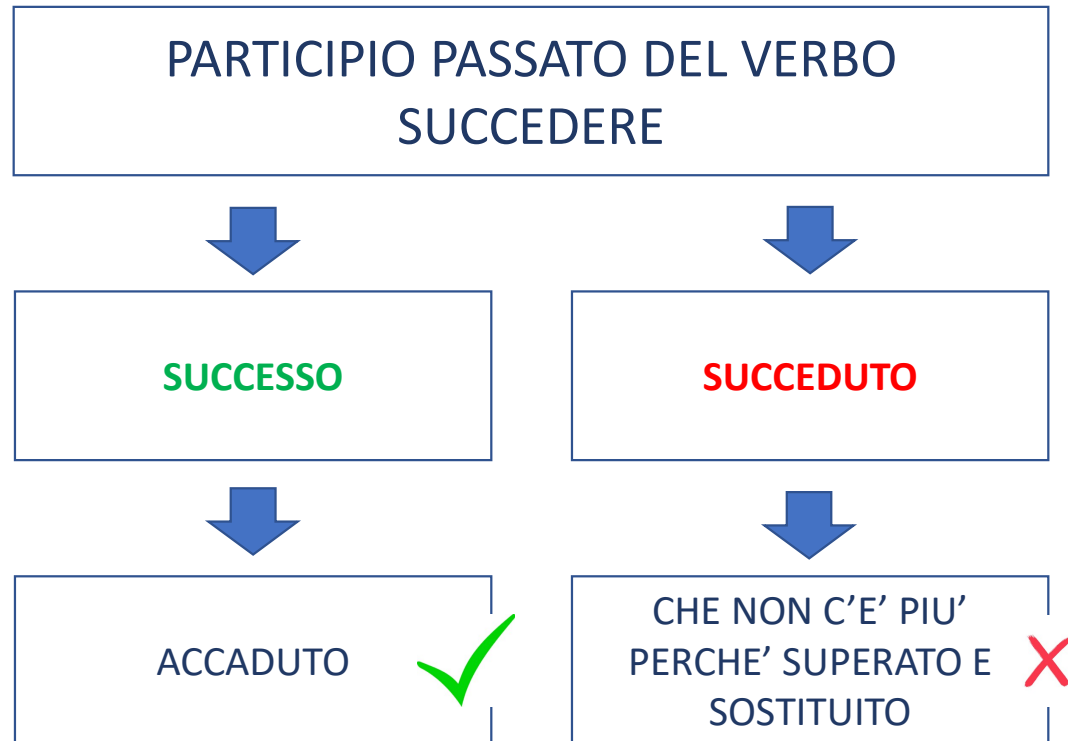 PARTICIPIO PASSATO DEL VERBO
SUCCEDERE
SUCCESSO
SUCCEDUTO
ACCADUTO
CHE NON C'E' PIU'
PERCHE' SUPERATO E
SOSTITUITO